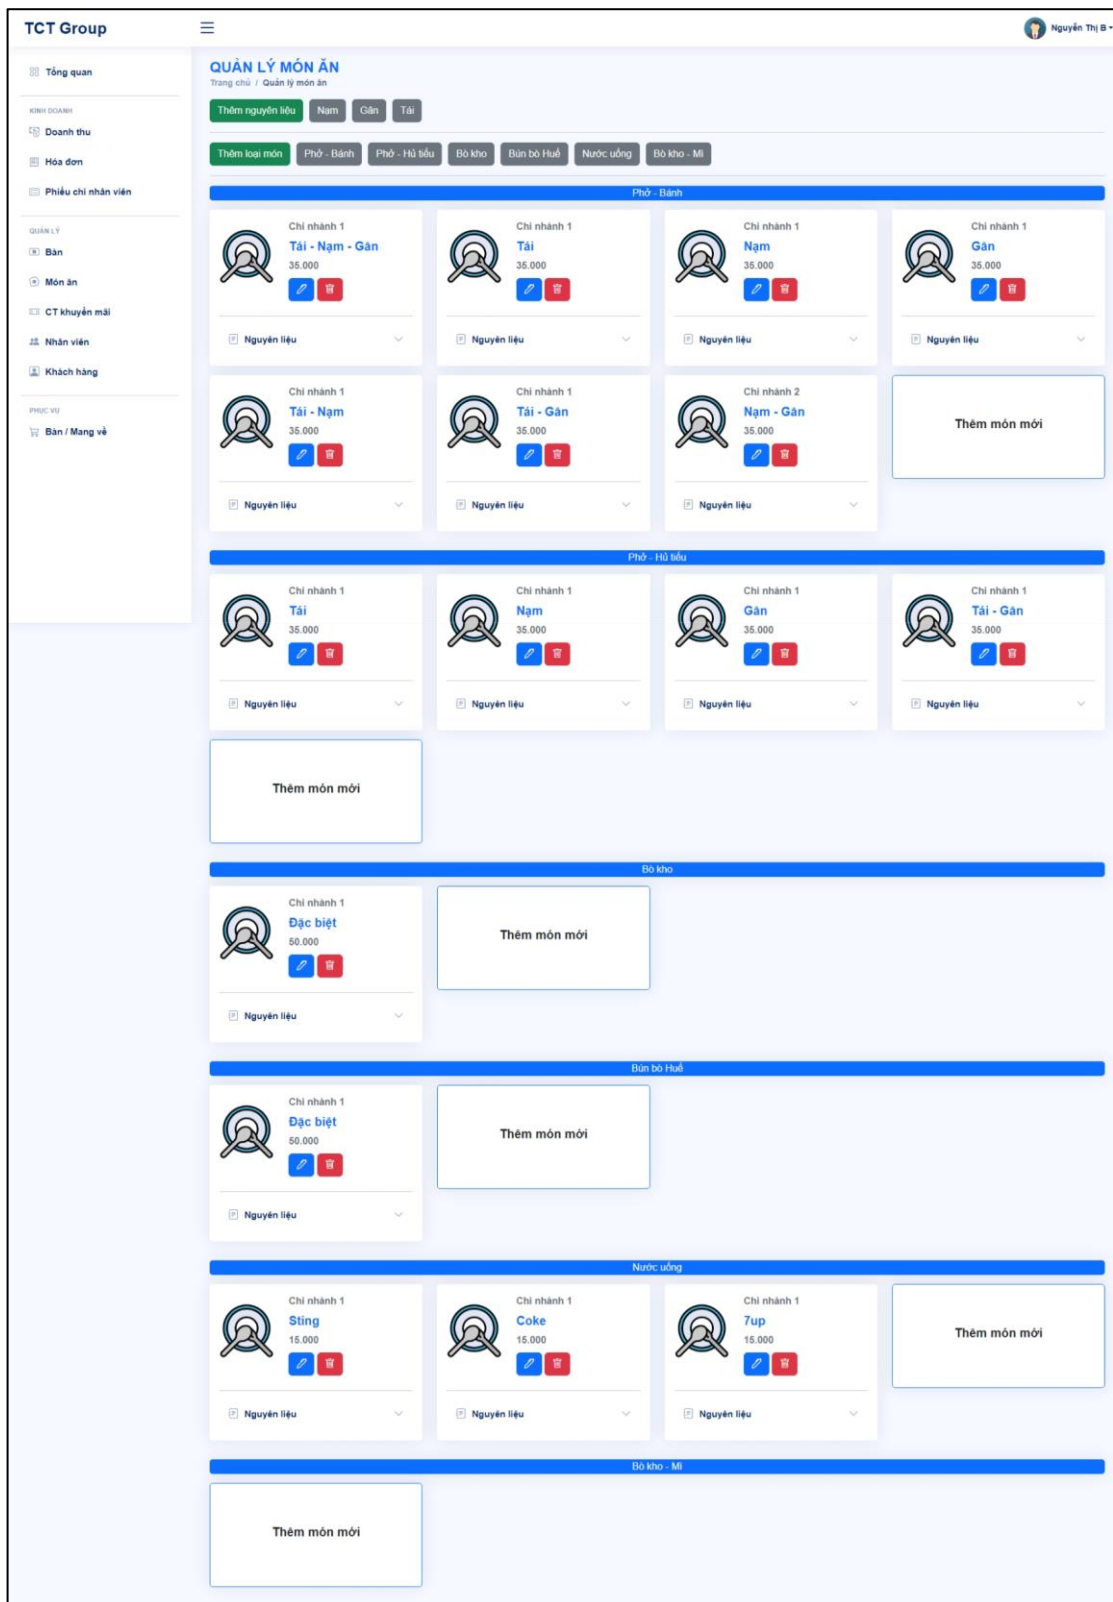 TCT Group
Nguyễn Thị B
Tổng quan
KINH DOANH
Doanh thu
Hóa đơn
Phiếu chi nhân viên
QUẢN LÝ
Bàn
Món ăn
CT khuyến mãi
Nhân viên
Khách hàng
PHỤC VỤ
Bàn / Mang về
QUẢN LÝ MÓN ĂN
Trang chủ / Quản lý món ăn
Thêm nguyên liệu Nạm Gân Tái
Thêm loại món Phở - Bánh Phở - Hủ tiếu Bò kho Bún bò Huế Nước uống Bò kho - Mì
Phở - Bánh
Chi nhánh 1
Tái - Nạm - Gân
35.000
Nguyên liệu
Chi nhánh 1
Tái
35.000
Nguyên liệu
Chi nhánh 1
Nạm
35.000
Nguyên liệu
Chi nhánh 1
Gân
35.000
Nguyên liệu
Chi nhánh 1
Tái - Nạm
35.000
Nguyên liệu
Chi nhánh 1
Tái - Gân
35.000
Nguyên liệu
Chi nhánh 2
Nạm - Gân
35.000
Nguyên liệu
Thêm món mới
Phở - Hủ tiếu
Chi nhánh 1
Tái
35.000
Nguyên liệu
Chi nhánh 1
Nạm
35.000
Nguyên liệu
Chi nhánh 1
Gân
35.000
Nguyên liệu
Chi nhánh 1
Tái - Gân
35.000
Nguyên liệu
Thêm món mới
Bò kho
Chi nhánh 1
Đặc biệt
50.000
Nguyên liệu
Thêm món mới
Bún bò Huế
Chi nhánh 1
Đặc biệt
50.000
Nguyên liệu
Thêm món mới
Nước uống
Chi nhánh 1
Sting
15.000
Nguyên liệu
Chi nhánh 1
Coke
15.000
Nguyên liệu
Chi nhánh 1
7up
15.000
Nguyên liệu
Thêm món mới
Bò kho - Mì
Thêm món mới